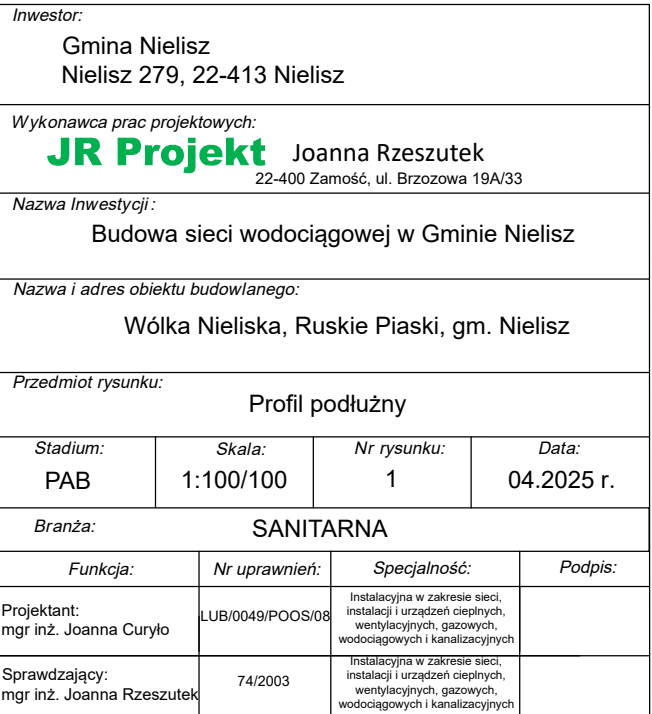 Inwestor:
Gmina Nielisz
Nielisz 279, 22-413 Nielisz
Wykonawca prac projektowych:
JR Projekt Joanna Rzeszutek
22-400 Zamość, ul. Brzozowa 19A/33
Nazwa Inwestycji :
Budowa sieci wodociągowej w Gminie Nielisz
Nazwa i adres obiektu budowlanego:
Wólka Nieliska, Ruskie Piaski, gm. Nielisz
Przedmiot rysunku:
Profil podłużny
Stadium: Skala: Nr rysunku: Data:
PAB 1:100/100 1 04.2025 r.
Branża: SANITARNA
Funkcja: Nr uprawnień: Specjalność: Podpis:
Projektant:
mgr inż. Joanna Curyło
LUB/0049/POOS/08
Instalacyjna w zakresie sieci,
instalacji i urządzeń cieplnych,
wentylacyjnych, gazowych,
wodociągowych i kanalizacyjnych
Sprawdzający:
mgr inż. Joanna Rzeszutek
74/2003
Instalacyjna w zakresie sieci,
instalacji i urządzeń cieplnych,
wentylacyjnych, gazowych,
wodociągowych i kanalizacyjnych